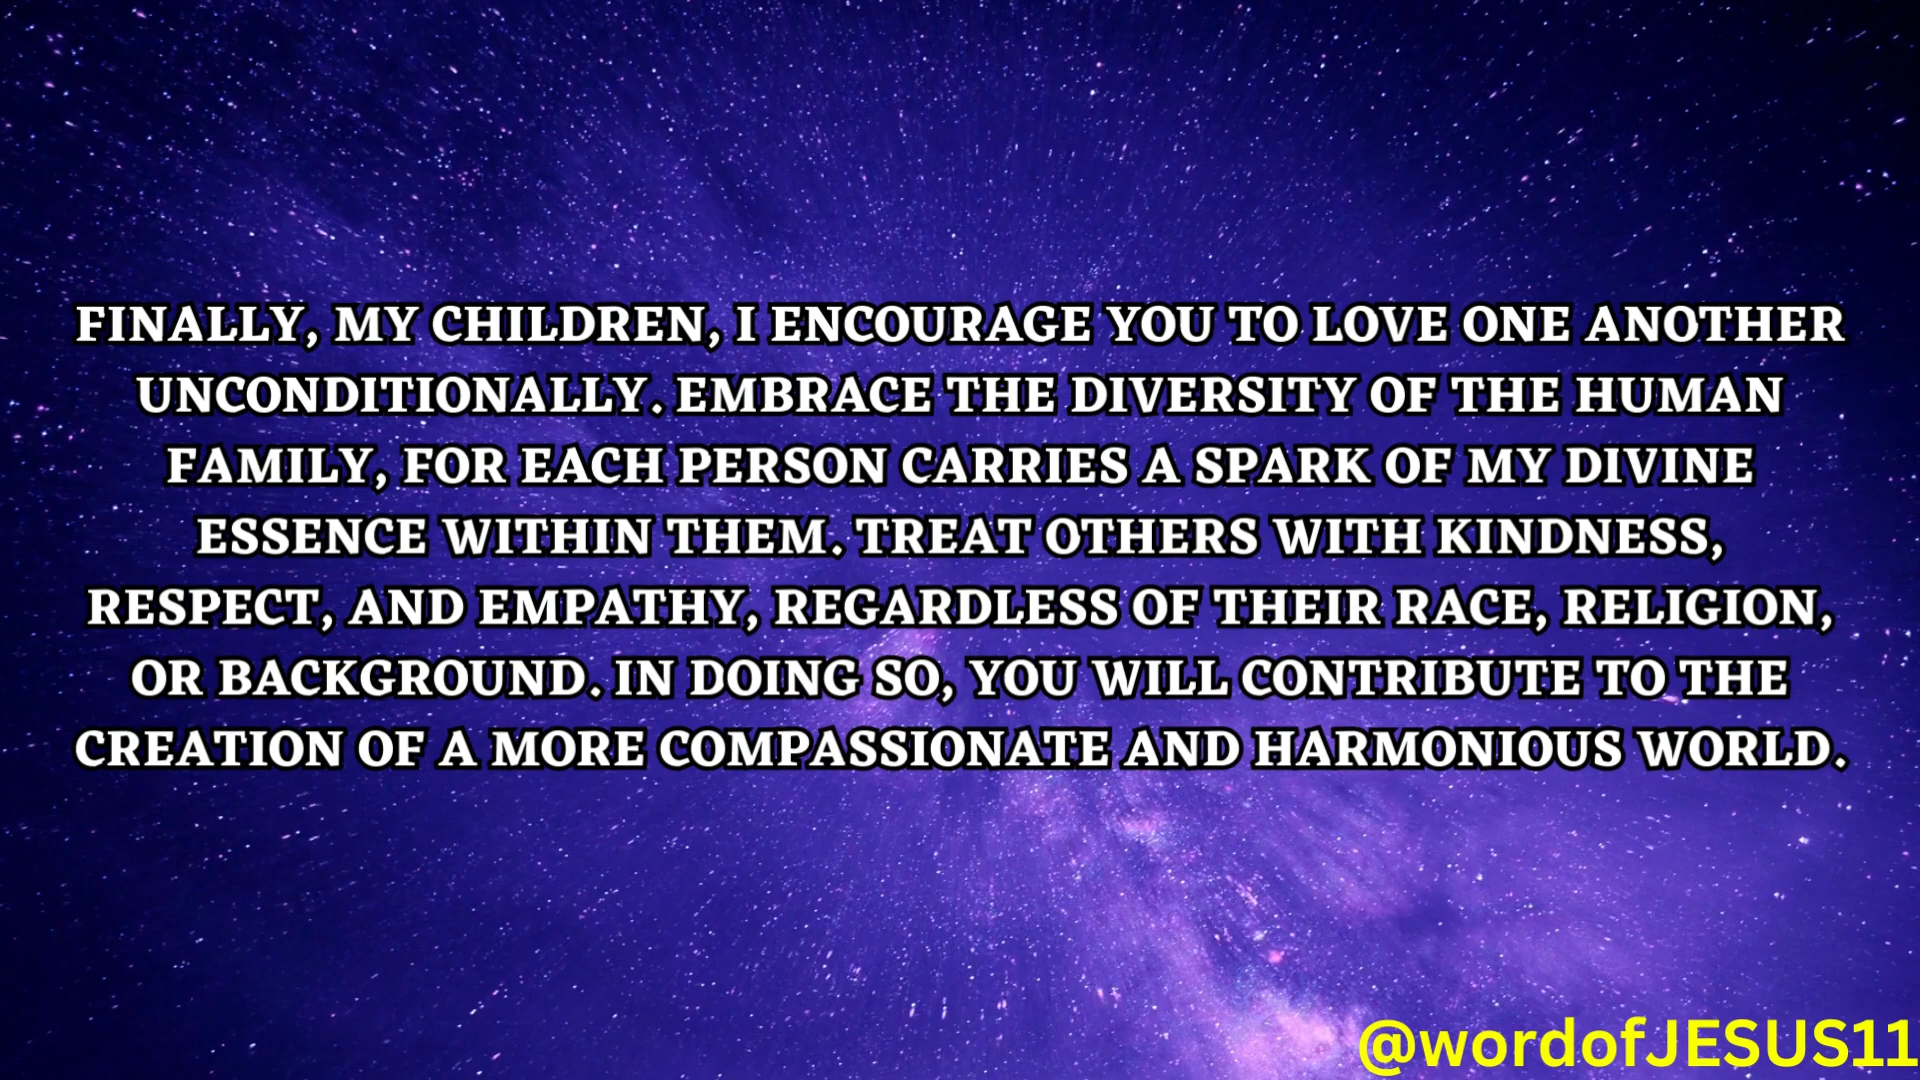 FINALLY, MY CHILDREN, I ENCOURAGE YOU TO LOVE ONE ANOTHER
UNCONDITIONALLY. EMBRACE THE DIVERSITY OF THE HUMAN
FAMILY, FOR EACH PERSON CARRIES A SPARK OF MY DIVINE
ESSENCE WITHIN THEM. TREAT OTHERS WITH KINDNESS,
RESPECT, AND EMPATHY, REGARDLESS OF THEIR RACE, RELIGION,
OR BACKGROUND. IN DOING SO, YOU WILL CONTRIBUTE TO THE
CREATION OF A MORE COMPASSIONATE AND HARMONIOUS WORLD.
@wordofJESUS11